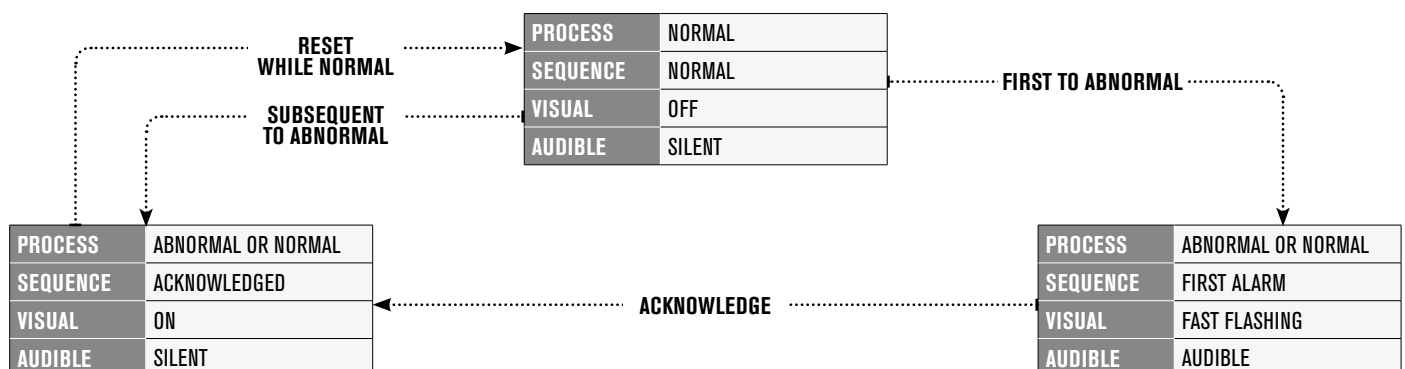 PROCESS NORMAL
SEQUENCE NORMAL
VISUAL OFF
AUDIBLE SILENT
RESET
WHILE NORMAL
SUBSEQUENT
TO ABNORMAL
FIRST TO ABNORMAL
PROCESS ABNORMAL OR NORMAL
SEQUENCE ACKNOWLEDGED
VISUAL ON
AUDIBLE SILENT
ACKNOWLEDGE
PROCESS ABNORMAL OR NORMAL
SEQUENCE FIRST ALARM
VISUAL FAST FLASHING
AUDIBLE AUDIBLE